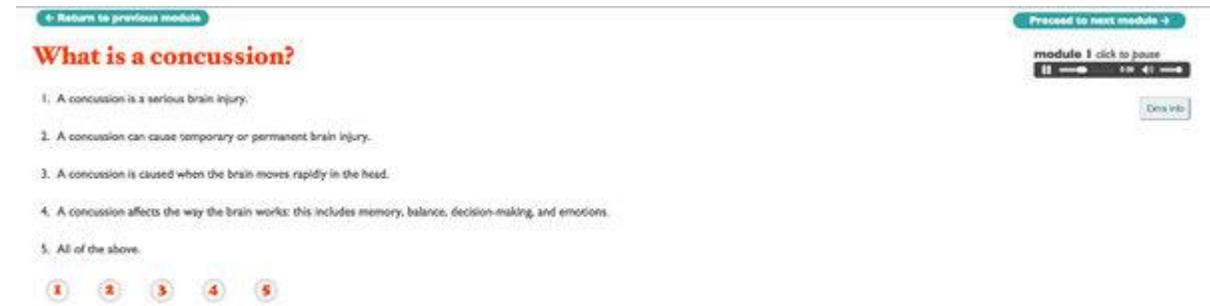 ← Return to previous module
Proceed to next module →
What is a concussion?
module 1 click to pause
1. A concussion is a serious brain injury.
2. A concussion can cause temporary or permanent brain injury.
3. A concussion is caused when the brain moves rapidly in the head.
4. A concussion affects the way the brain works: this includes memory, balance, decision-making, and emotions.
5. All of the above.
Extra info
1 2 3 4 5